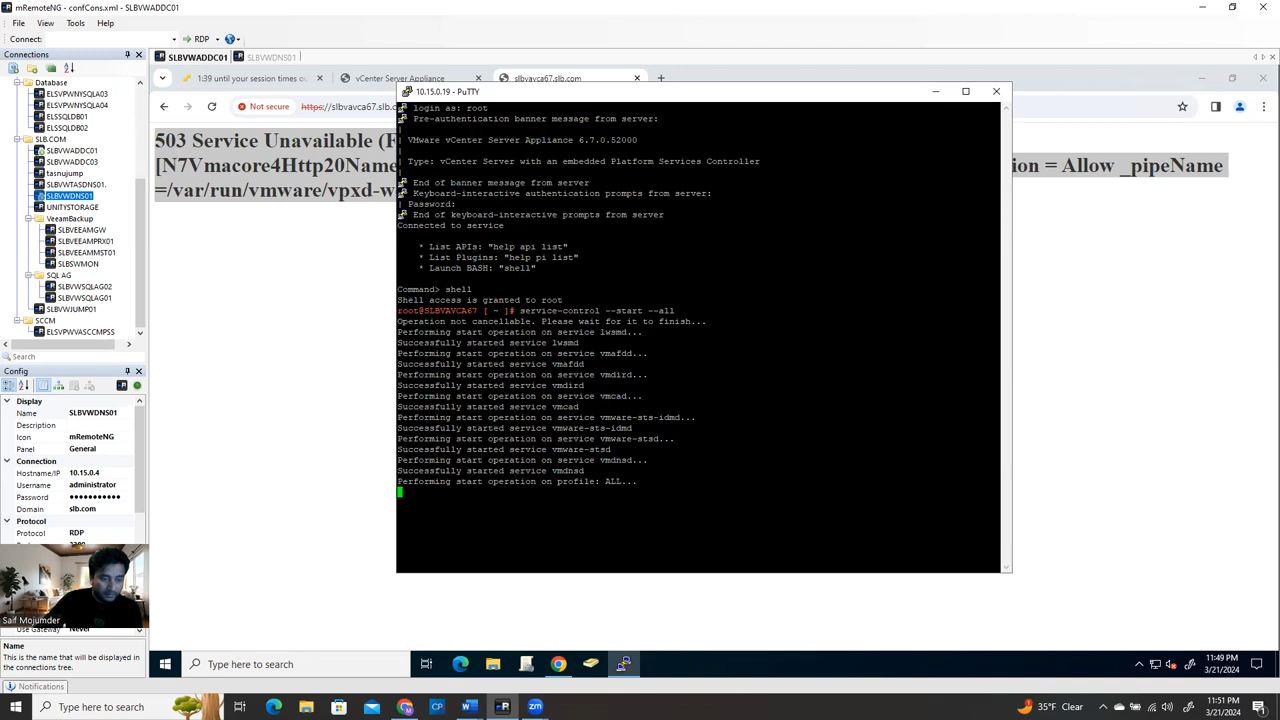 mRemoteNG - confCons.xml - SLBVWADDC01
File View Tools Help
Connect: RDP
Connections
Database
ELSVPWNYSQLA03
ELSVPWNYSQLA04
ELSSQLDB01
ELSSQLDB02
SLB.COM
SLBVWADDC01
SLBVWADDC03
tasnujump
SLBVWTASDNS01.
SLBVWDNS01
UNITYSTORAGE
VeeamBackup
SLBVEEAMGW
SLBVEEAMPRX01
SLBVEEAMMST01
SLBSWMON
SQL AG
SLBVWSQLAG02
SLBVWSQLAG01
SLBVWJUMP01
SCCM
ELSVPWVASCCMPSS
Search
Config
Display
Name SLBVWDNS01
Description
Icon mRemoteNG
Panel General
Connection
Hostname/IP 10.15.0.4
Username administrator
Password ●●●●●●●●●●●
Domain slb.com
Protocol
Protocol RDP
Saif Mojumder
Use Gateway Never
Name
This is the name that will be displayed in
the connections tree.
Notifications
SLBVWADDC01 SLBVWDNS01
1:39 until your session times ou
vCenter Server Appliance
slbvavca67.slb.com
Not secure https://slbvavca67.slb.c
503 Service Unavailable (F
[N7Vmacore4Http20Name ion = Allow _pipeName
=/var/run/vmware/vpxd-w
10.15.0.19 - PuTTY
login as: root
Pre-authentication banner message from server:
|
| VMware vCenter Server Appliance 6.7.0.52000
|
| Type: vCenter Server with an embedded Platform Services Controller
|
End of banner message from server
Keyboard-interactive authentication prompts from server:
| Password:
End of keyboard-interactive prompts from server
Connected to service
* List APIs: "help api list"
* List Plugins: "help pi list"
* Launch BASH: "shell"
Command> shell
Shell access is granted to root
root@SLBVAVCA67 [ ~ ]# service-control --start --all
Operation not cancellable. Please wait for it to finish...
Performing start operation on service lwsmd...
Successfully started service lwsmd
Performing start operation on service vmafdd...
Successfully started service vmafdd
Performing start operation on service vmdird...
Successfully started service vmdird
Performing start operation on service vmcad...
Successfully started service vmcad
Performing start operation on service vmware-sts-idmd...
Successfully started service vmware-sts-idmd
Performing start operation on service vmware-stsd...
Successfully started service vmware-stsd
Performing start operation on service vmdnsd...
Successfully started service vmdnsd
Performing start operation on profile: ALL...
Type here to search
11:49 PM
3/21/2024
Type here to search
35°F Clear
11:51 PM
3/21/2024